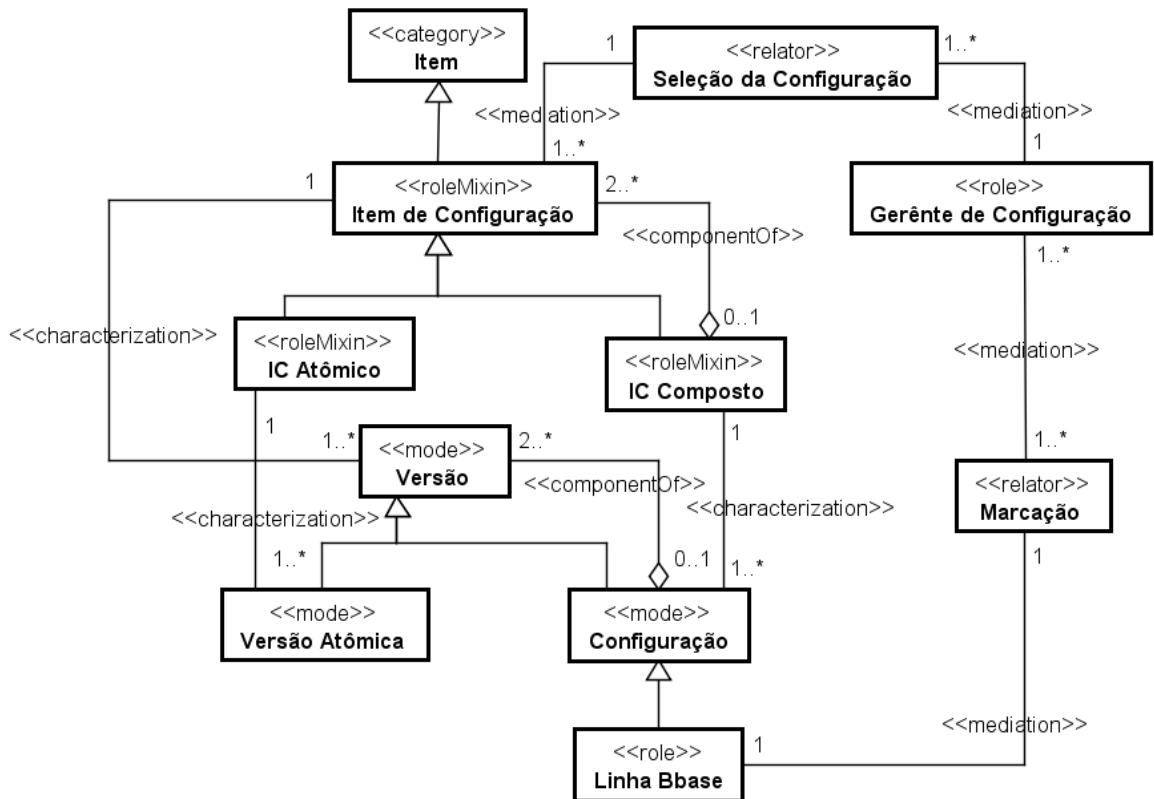 <<category>>
Item
1
<<relator>>
Seleção da Configuração
1..*
<<mediation>>
<<mediation>>
1..*
1
1
<<roleMixin>>
Item de Configuração
2..*
<<role>>
Gerênte de Configuração
<<componentOf>>
1..*
<<characterization>>
<<roleMixin>>
IC Atômico
0..1
<<roleMixin>>
IC Composto
<<mediation>>
1
1..*
<<mode>>
Versão
2..*
1
1..*
<<componentOf>>
<<relator>>
Marcação
<<characterization>>
<<characterization>>
1..*
0..1
1..*
1
<<mode>>
Versão Atômica
<<mode>>
Configuração
<<mediation>>
<<role>>
Linha Bbase
1